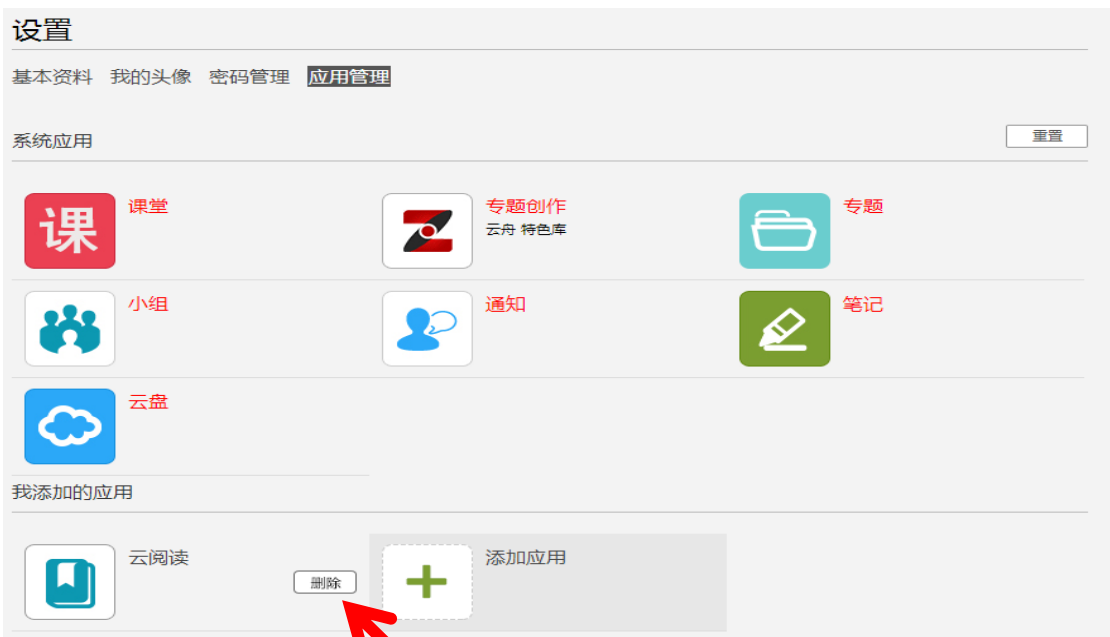 设置
基本资料 我的头像 密码管理 应用管理
系统应用 重置
课 课堂 专题创作 专题
云舟 特色库
小组 通知 笔记
云盘
我添加的应用
云阅读 添加应用
删除